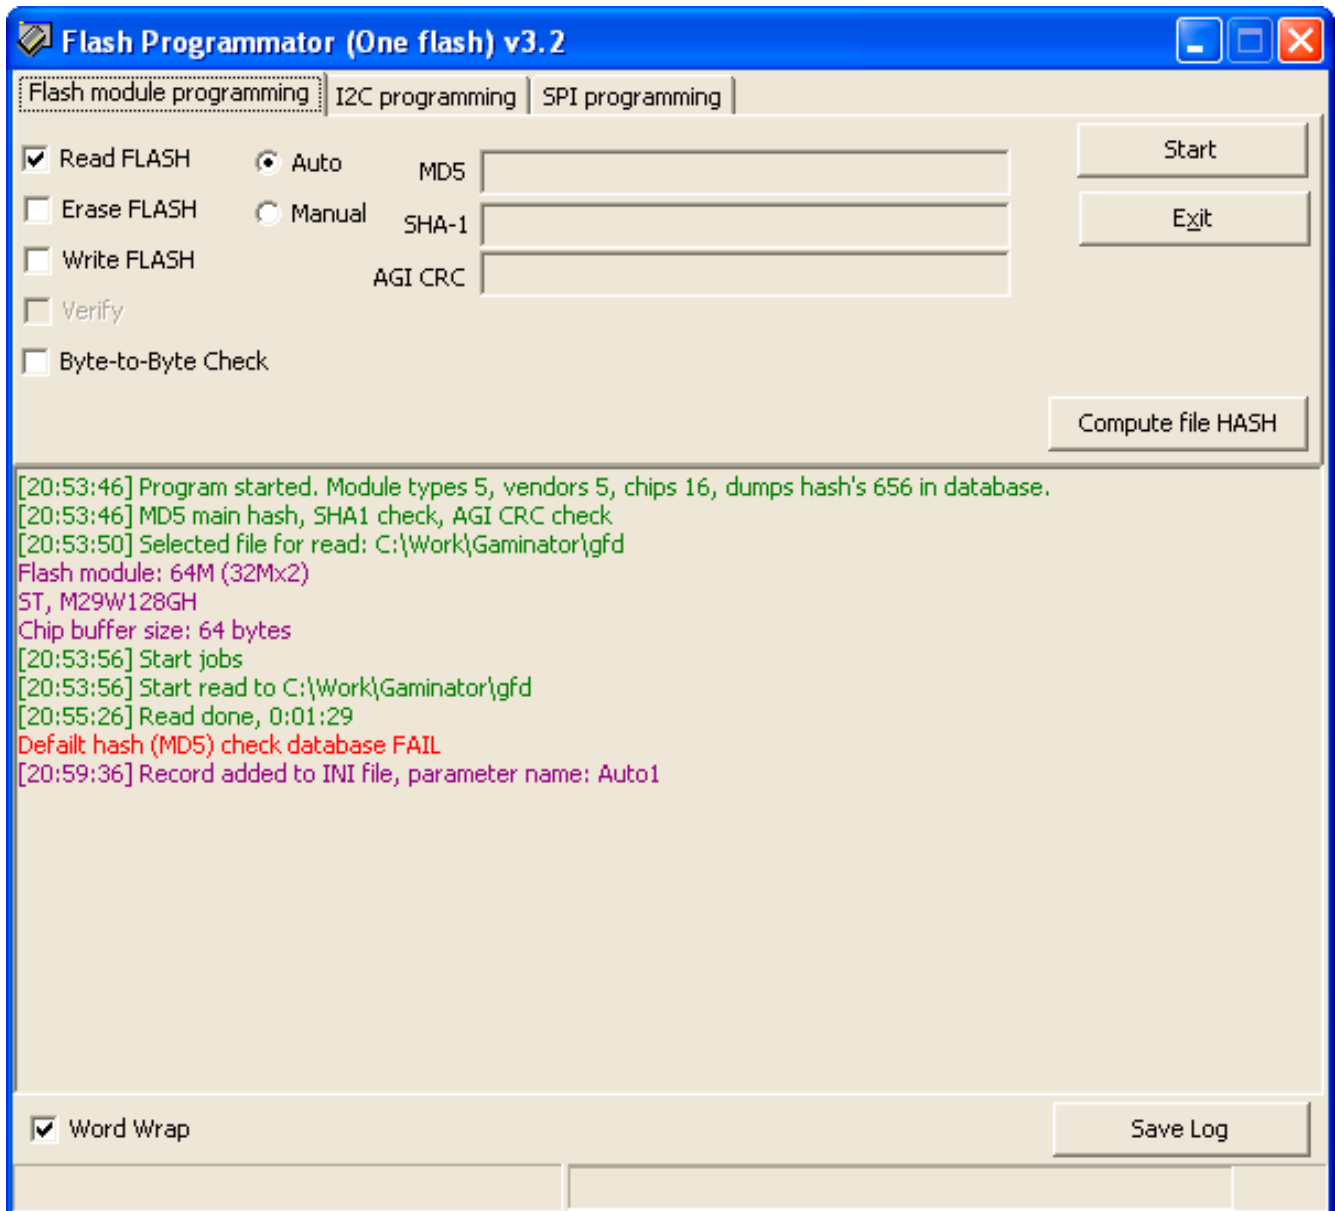 Flash Programmator (One flash) v3.2
Flash module programming I2C programming SPI programming
Read FLASH Auto MD5 Start
Erase FLASH Manual SHA-1 Exit
Write FLASH AGI CRC
Verify
Byte-to-Byte Check
Compute file HASH
[20:53:46] Program started. Module types 5, vendors 5, chips 16, dumps hash's 656 in database.
[20:53:46] MD5 main hash, SHA1 check, AGI CRC check
[20:53:50] Selected file for read: C:\Work\Gaminator\gfd
Flash module: 64M (32Mx2)
ST, M29W128GH
Chip buffer size: 64 bytes
[20:53:56] Start jobs
[20:53:56] Start read to C:\Work\Gaminator\gfd
[20:55:26] Read done, 0:01:29
Defailt hash (MD5) check database FAIL
[20:59:36] Record added to INI file, parameter name: Auto1
Word Wrap Save Log